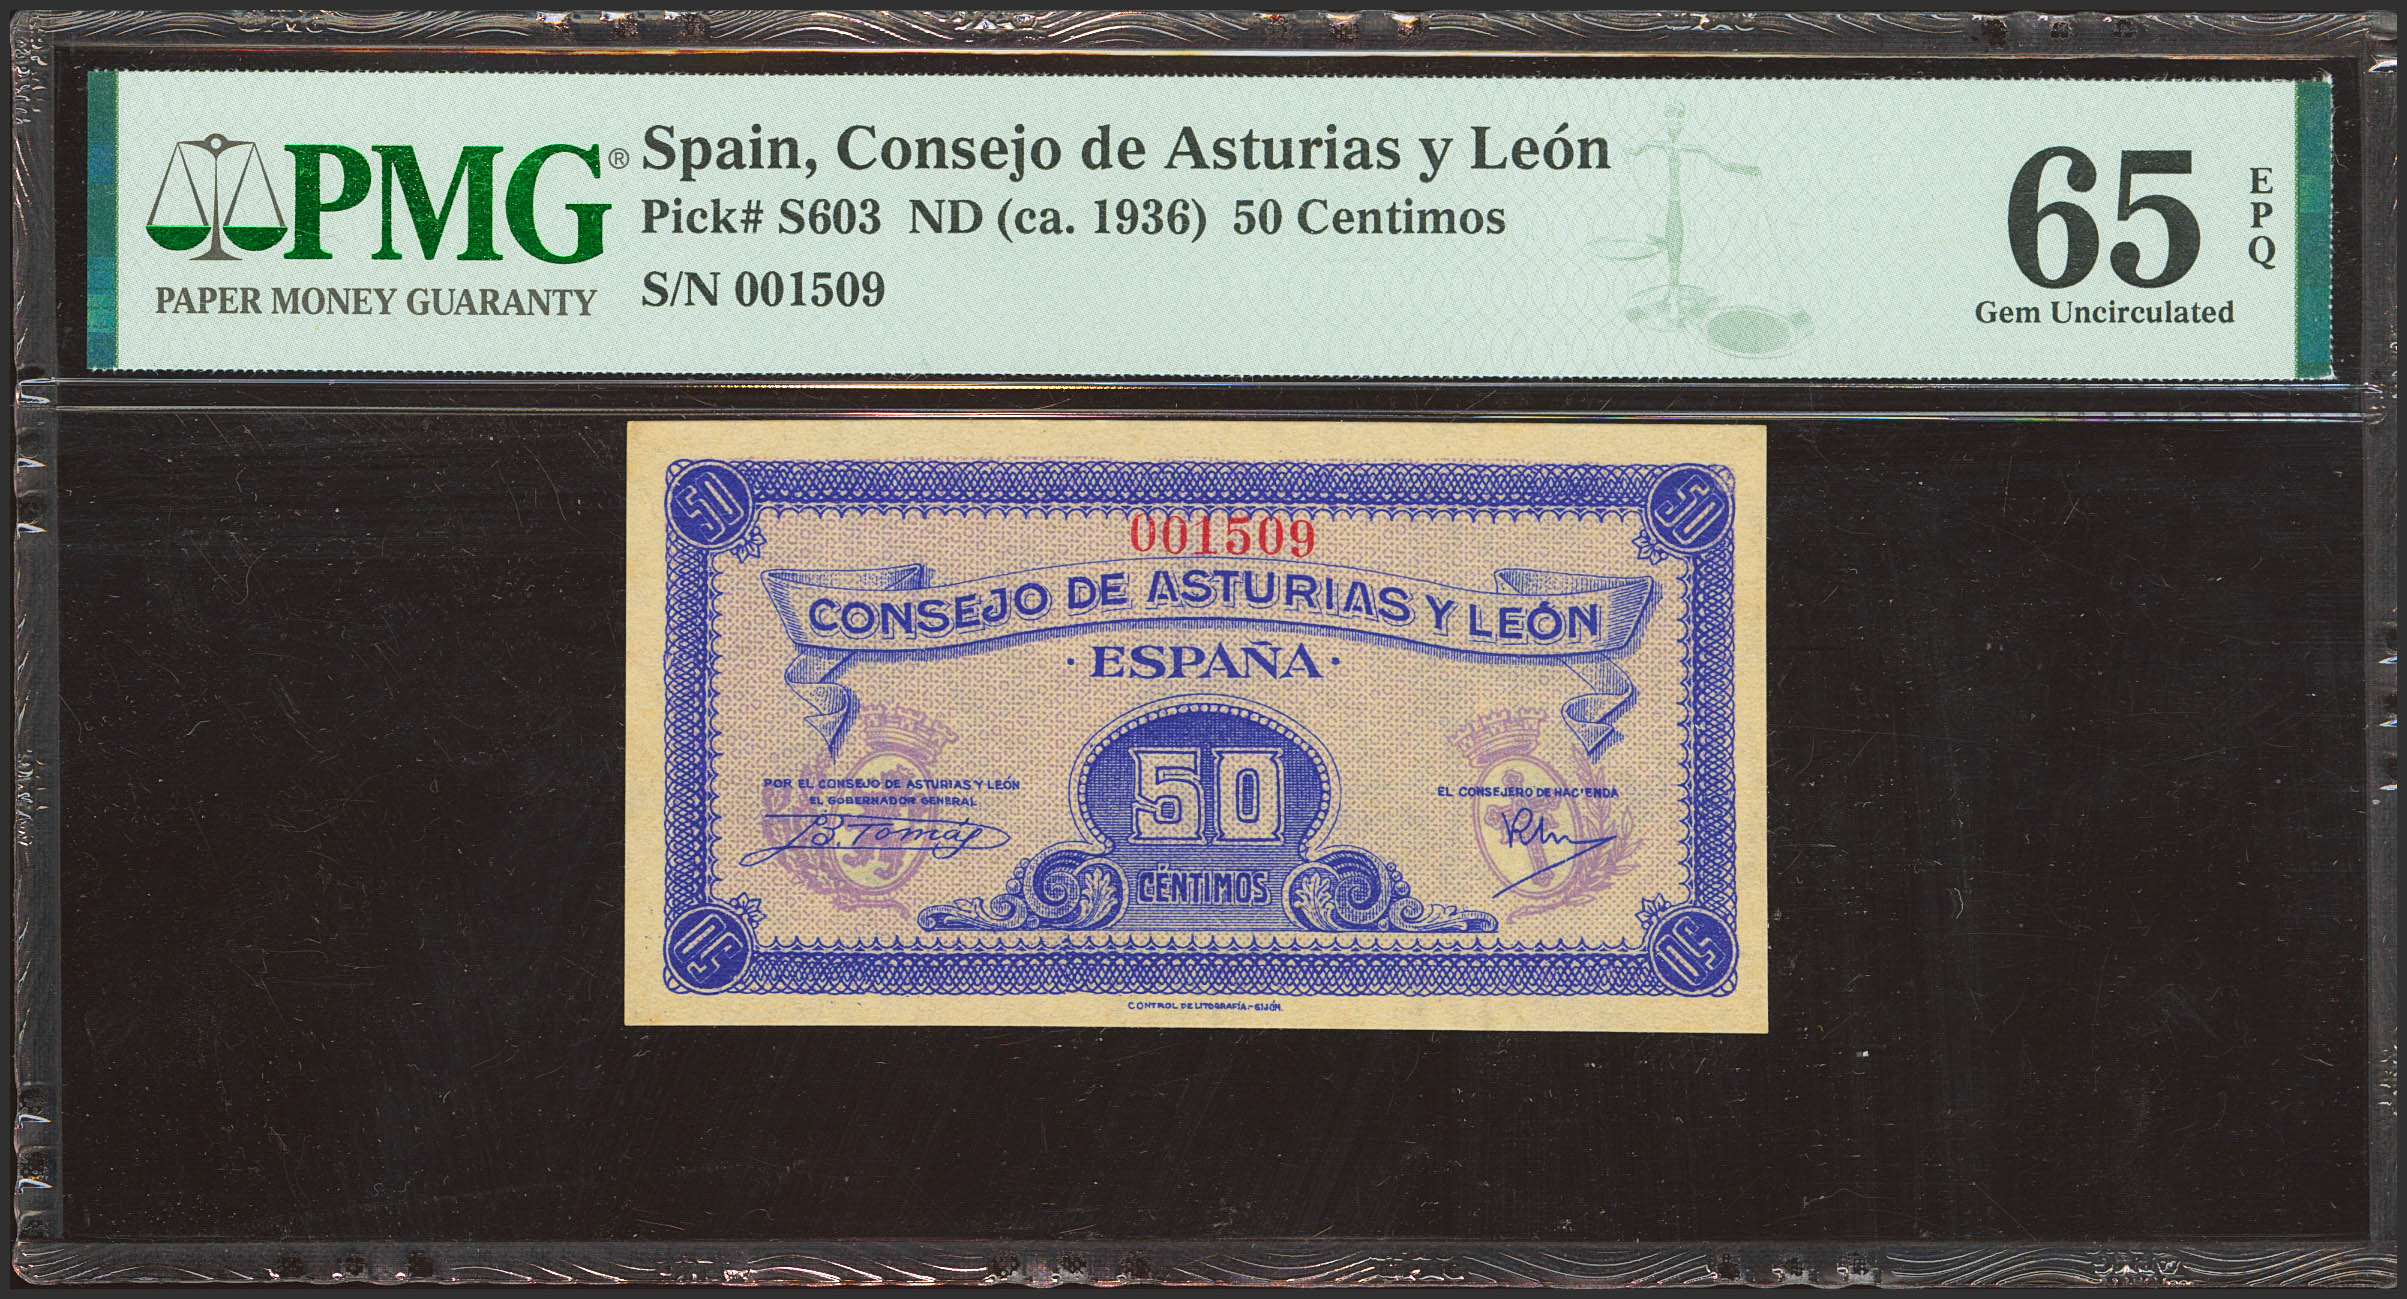 PMG®
PAPER MONEY GUARANTY
Spain, Consejo de Asturias y León
Pick# S603 ND (ca. 1936) 50 Centimos
S/N 001509
65
EPQ
Gem Uncirculated
50
50
001509
CONSEJO DE ASTURIAS Y LEÓN
· ESPAÑA ·
50
CÉNTIMOS
POR EL CONSEJO DE ASTURIAS Y LEÓN
EL GOBERNADOR GENERAL
B. Tomás
EL CONSEJERO DE HACIENDA
50
50
CONTROL DE LITOGRAFÍA.-GIJÓN.